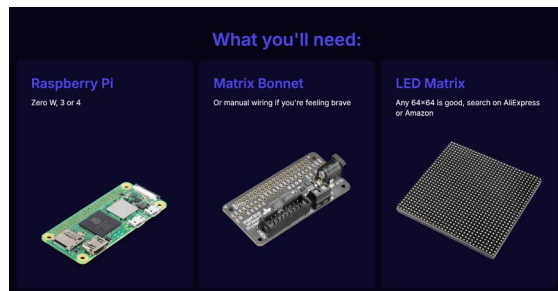 What you'll need:
Raspberry Pi
Zero W, 3 or 4
Matrix Bonnet
Or manual wiring if you're feeling brave
LED Matrix
Any 64×64 is good, search on AliExpress
or Amazon